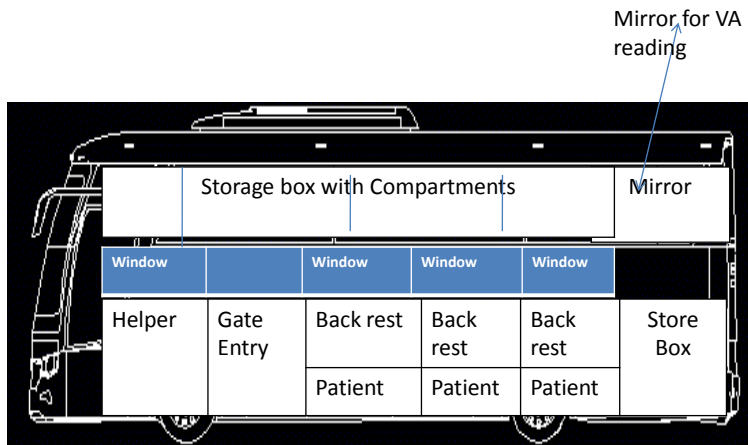 Mirror for VA
reading
Storage box with Compartments
Mirror
Window
Window
Window
Window
Helper
Gate
Entry
Back rest
Back
rest
Back
rest
Store
Box
Patient
Patient
Patient